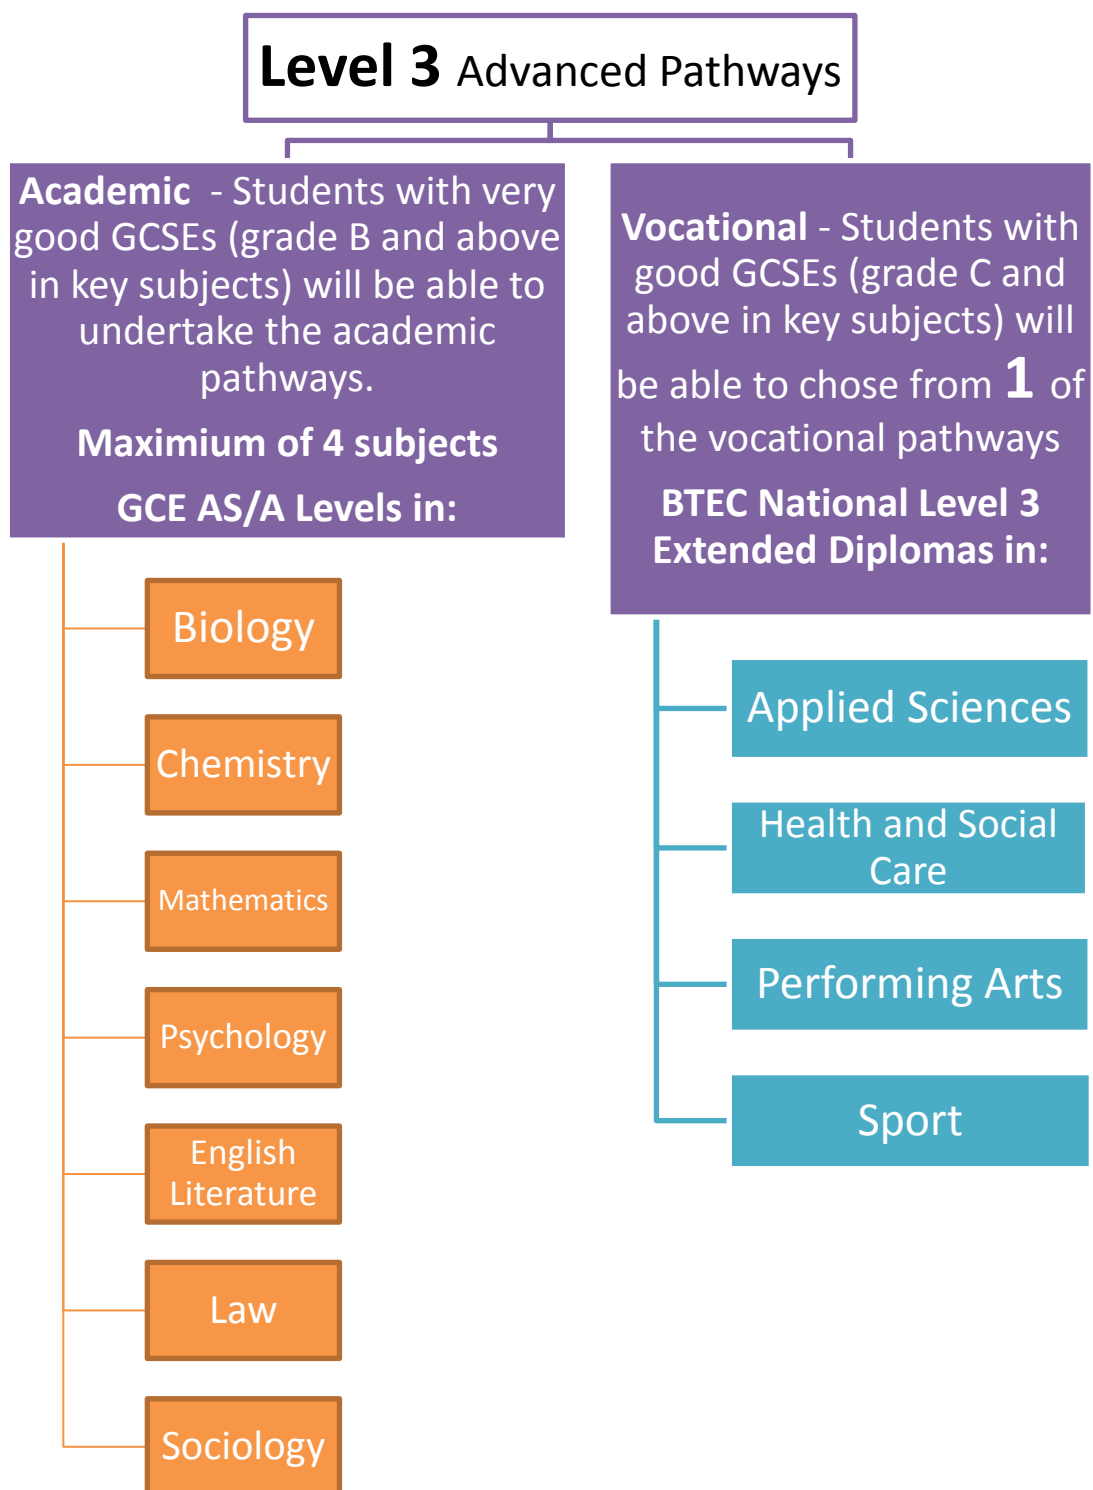 Level 3 Advanced Pathways
Academic - Students with very
good GCSEs (grade B and above
in key subjects) will be able to
undertake the academic
pathways.
Maximium of 4 subjects
GCE AS/A Levels in:
Biology
Chemistry
Mathematics
Psychology
English
Literature
Law
Sociology
Vocational - Students with
good GCSEs (grade C and
above in key subjects) will
be able to chose from 1 of
the vocational pathways
BTEC National Level 3
Extended Diplomas in:
Applied Sciences
Health and Social
Care
Performing Arts
Sport